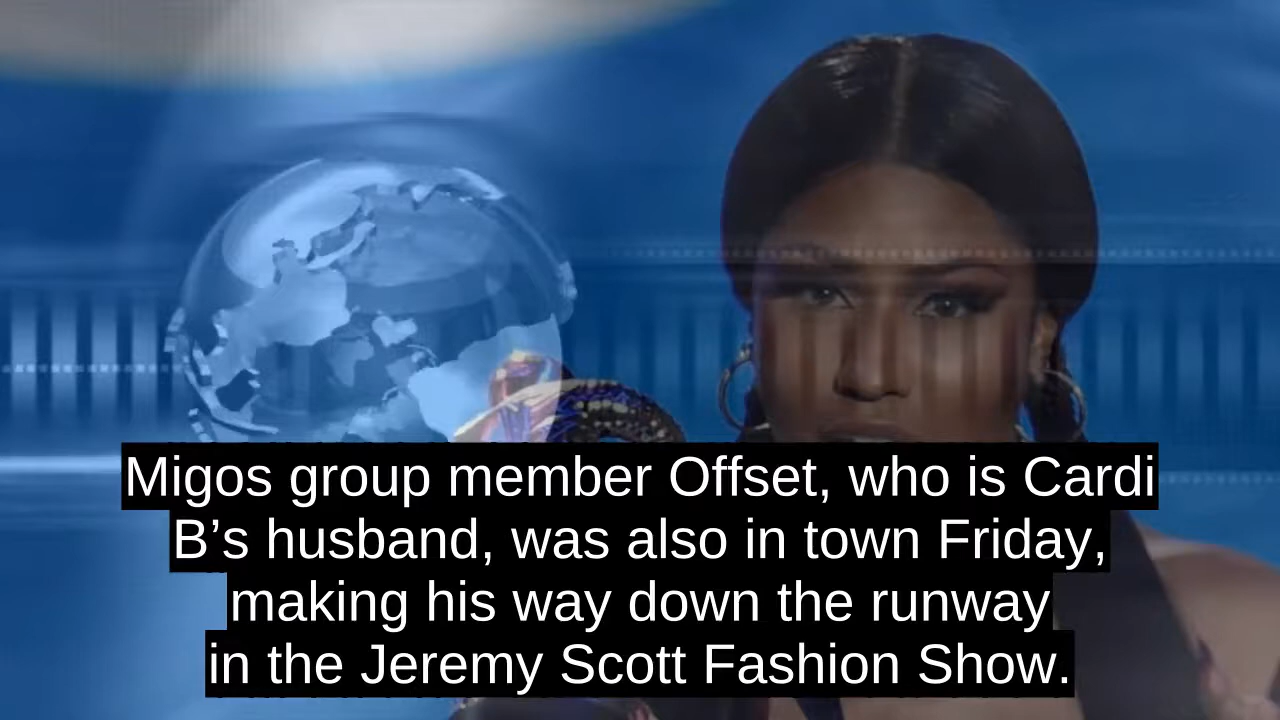 Migos group member Offset, who is Cardi
B’s husband, was also in town Friday,
making his way down the runway
in the Jeremy Scott Fashion Show.